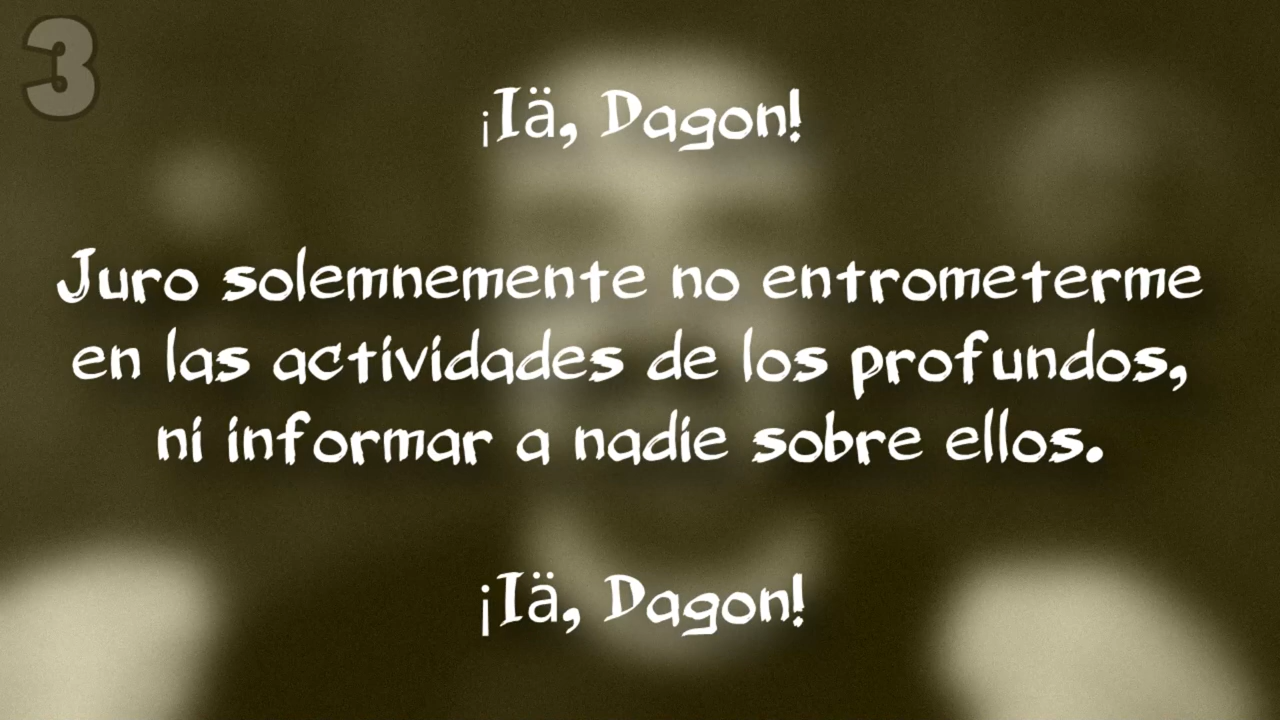 3
¡Iä, Dagon!
Juro solemnemente no entrometerme
en las actividades de los profundos,
ni informar a nadie sobre ellos.
¡Iä, Dagon!